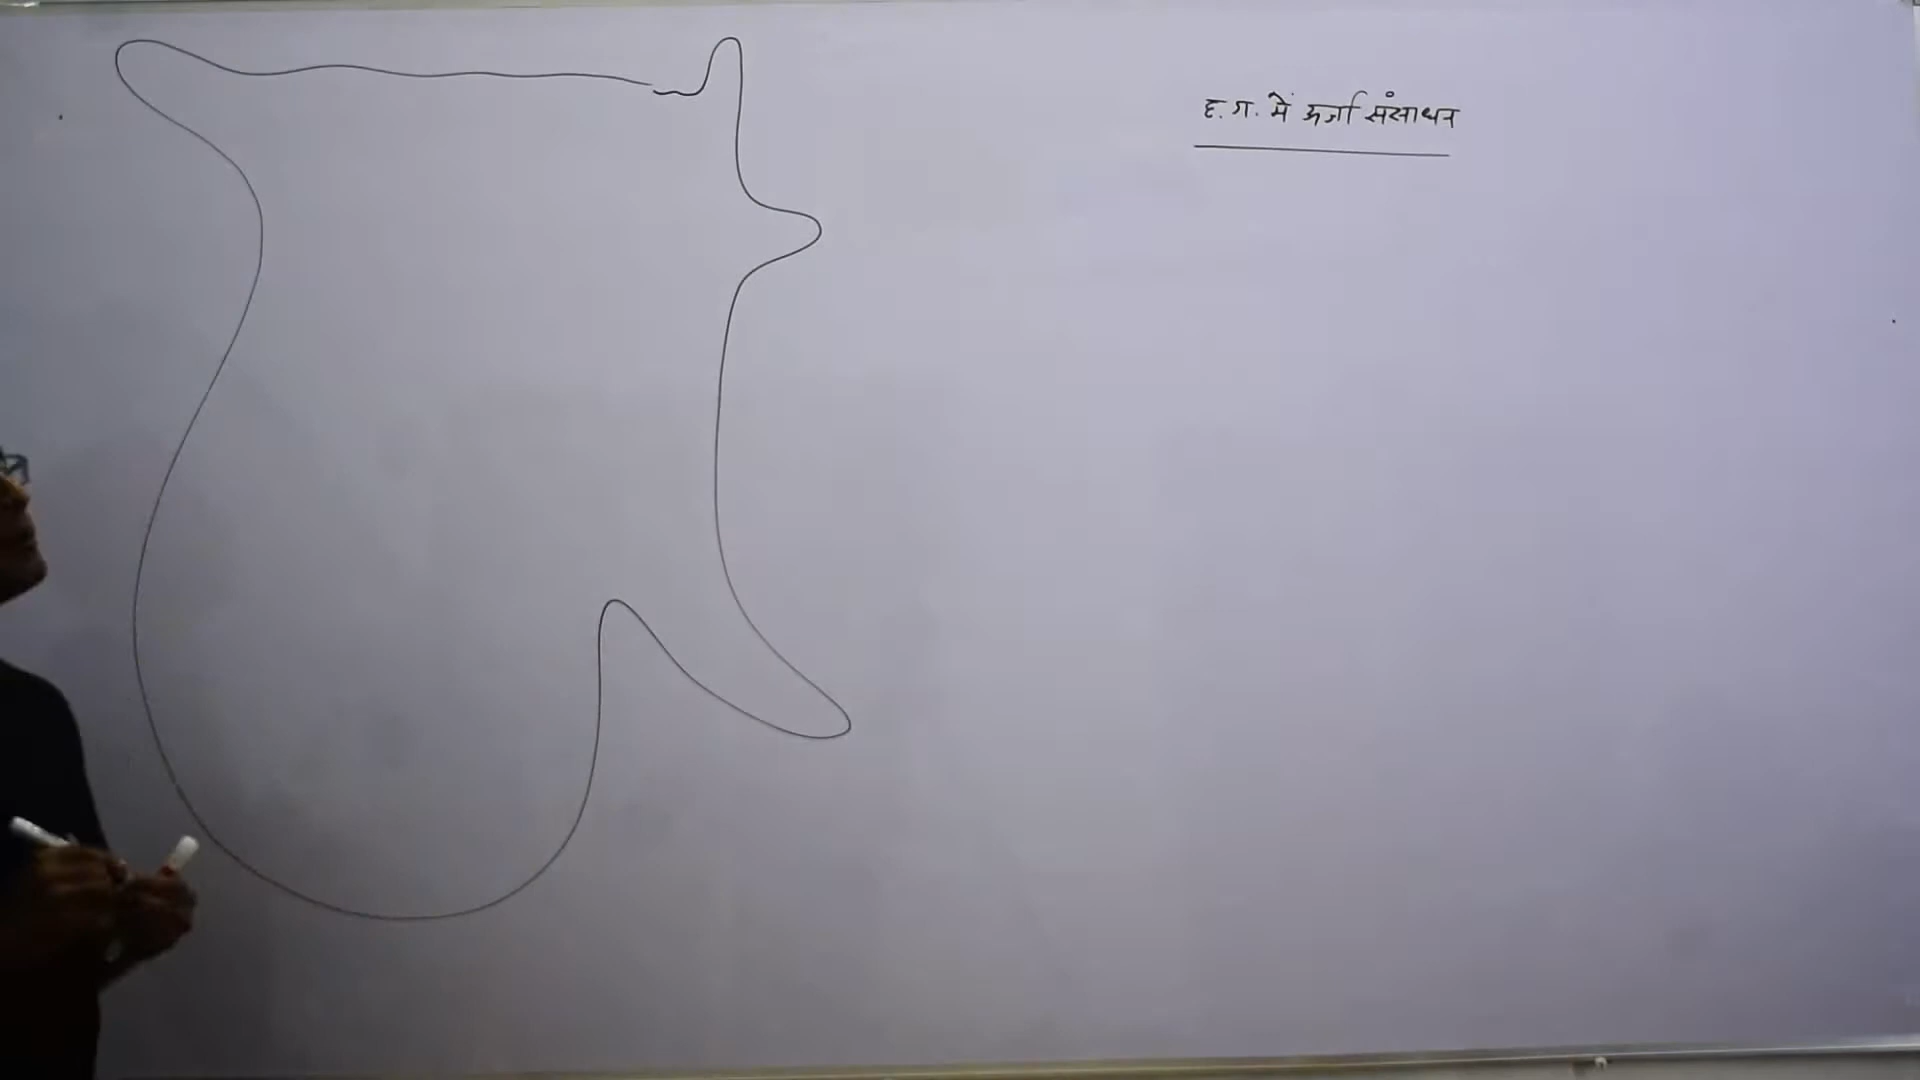 द. ग. में ऊर्जा संसाधन